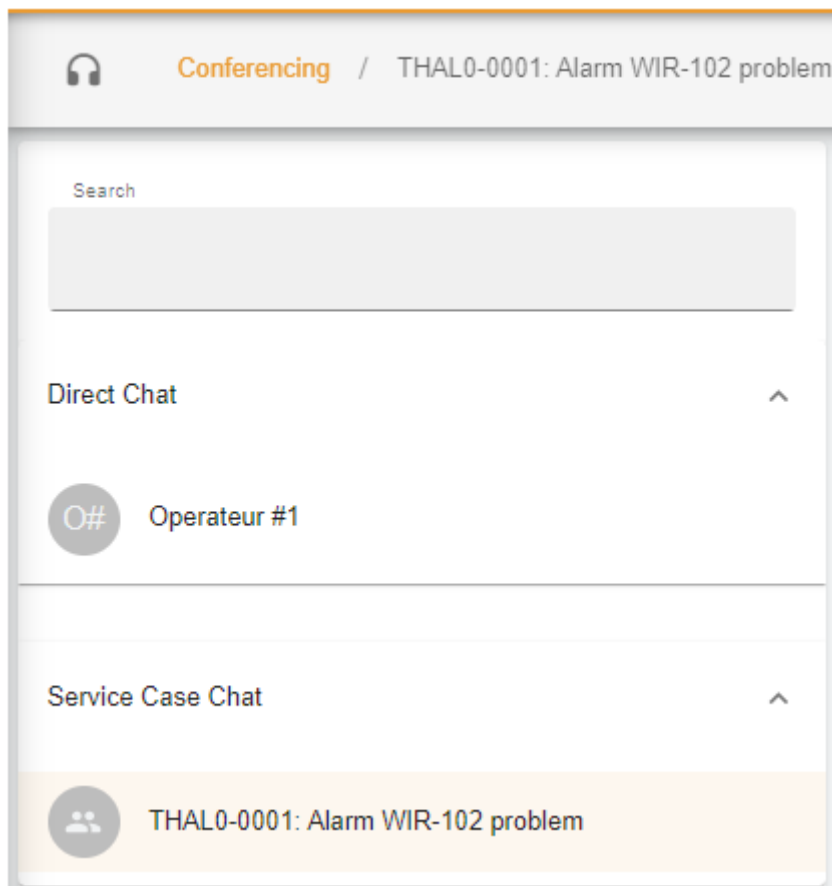 Conferencing / THAL0-0001: Alarm WIR-102 problem
Search
Direct Chat
O# Operateur #1
Service Case Chat
THAL0-0001: Alarm WIR-102 problem